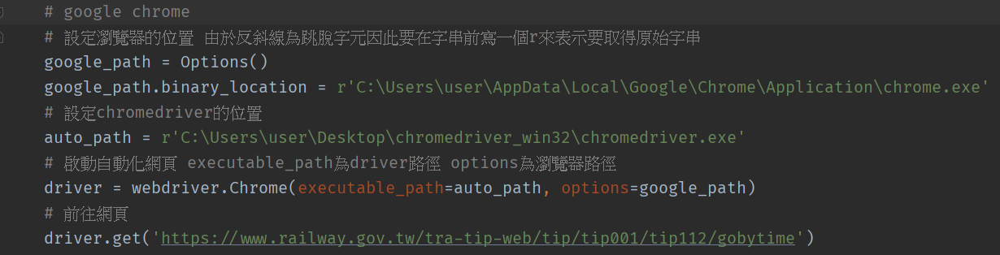 # google chrome
# 設定瀏覽器的位置 由於反斜線為跳脫字元因此要在字串前寫一個r來表示要取得原始字串
google_path = Options()
google_path.binary_location = r'C:\Users\user\AppData\Local\Google\Chrome\Application\chrome.exe'
# 設定chromedriver的位置
auto_path = r'C:\Users\user\Desktop\chromedriver_win32\chromedriver.exe'
# 啟動自動化網頁 executable_path為driver路徑 options為瀏覽器路徑
driver = webdriver.Chrome(executable_path=auto_path, options=google_path)
# 前往網頁
driver.get('https://www.railway.gov.tw/tra-tip-web/tip/tip001/tip112/gobytime')